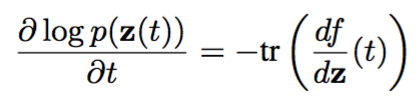 ∂ log p(𝐳(t)) / ∂t = −tr ( df / d𝐳 (t) )